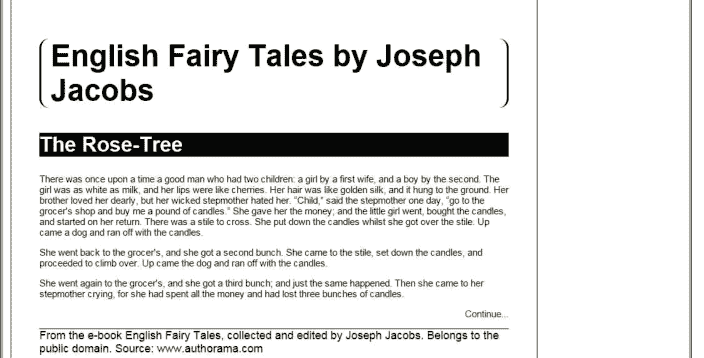 English Fairy Tales by Joseph
Jacobs
The Rose-Tree
There was once upon a time a good man who had two children: a girl by a first wife, and a boy by the second. The
girl was as white as milk, and her lips were like cherries. Her hair was like golden silk, and it hung to the ground. Her
brother loved her dearly, but her wicked stepmother hated her. "Child," said the stepmother one day, "go to the
grocer's shop and buy me a pound of candles." She gave her the money; and the little girl went, bought the candles,
and started on her return. There was a stile to cross. She put down the candles whilst she got over the stile. Up
came a dog and ran off with the candles.
She went back to the grocer's, and she got a second bunch. She came to the stile, set down the candles, and
proceeded to climb over. Up came the dog and ran off with the candles.
She went again to the grocer's, and she got a third bunch; and just the same happened. Then she came to her
stepmother crying, for she had spent all the money and had lost three bunches of candles.
Continue...
From the e-book English Fairy Tales, collected and edited by Joseph Jacobs. Belongs to the
public domain. Source: www.authorama.com